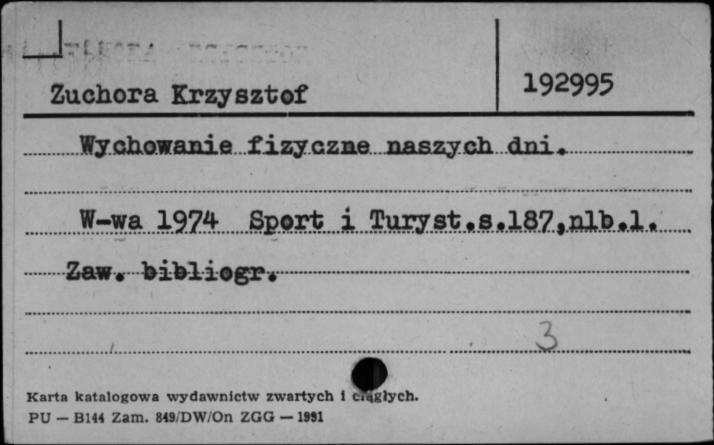 Zuchora Krzysztof
192995
Wychowanie fizyczne naszych dni.
W-wa 1974 Sport i Turyst.s.187,nlb.1.
Zaw. bibliogr.
3
Karta katalogowa wydawnictw zwartych i ciągłych.
PU — B144 Zam. 849/DW/On ZGG — 1991